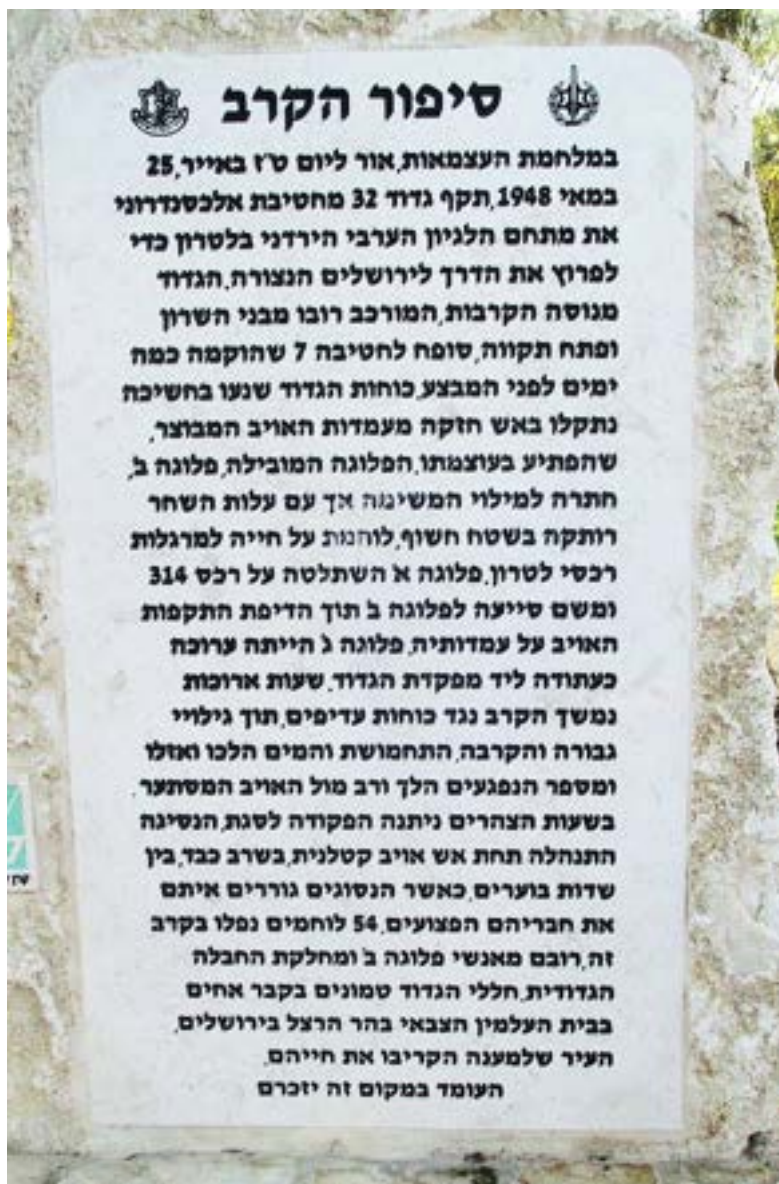 סיפור הקרב
במלחמת העצמאות,אור ליום ט"ז באייר,25
במאי 1948,תקף גדוד 32 מחטיבת אלכסנדרוני
את מתחם הלגיון הערבי הירדני בלטרון כדי
לפרוץ את הדרך לירושלים הנצורה.הגדוד
מנוסה הקרבות,המורכב רובו מבני השרון
ופתח תקווה,סופח לחטיבה 7 שהוקמה כמה
ימים לפני המבצע.כוחות הגדוד שנעו בחשיכה
נתקלו באש חזקה מעמדות האויב המבוצר,
שהפתיע בעוצמתו.הפלוגה המובילה,פלוגה ב',
חתרה למילוי המשימה אך עם עלות השחר
רותקה בשטח חשוף,לוחמת על חייה למרגלות
רכסי לטרון.פלוגה א' השתלטה על רכס 314
ומשם סייעה לפלוגה ב' תוך הדיפת התקפות
האויב על עמדותיה.פלוגה ג' הייתה ערוכה
כעתודה ליד מפקדת הגדוד.שעות ארוכות
נמשך הקרב נגד כוחות עדיפים,תוך גילויי
גבורה והקרבה.התחמושת והמים הלכו ואזלו
ומספר הנפגעים הלך ורב מול האויב המסתער.
בשעות הצהרים ניתנה הפקודה לסגת.הנסיגה
התנהלה תחת אש אויב קטלנית,בשרב כבד,בין
שדות בוערים,כאשר הנסוגים גוררים איתם
את חבריהם הפצועים.54 לוחמים נפלו בקרב
זה,רובם מאנשי פלוגה ב' ומחלקת החבלה
הגדודית.חללי הגדוד טמונים בקבר אחים
בבית העלמין הצבאי בהר הרצל בירושלים,
העיר שלמענה הקריבו את חייהם.
העומד במקום זה יזכרם